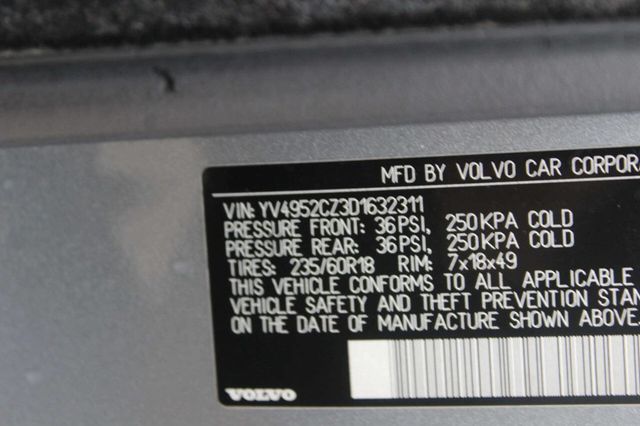 MFD BY VOLVO CAR CORPORA
VIN: YV4952CZ3D1632311
PRESSURE FRONT: 36PSI, 250KPA COLD
PRESSURE REAR: 36PSI, 250KPA COLD
TIRES: 235/60R18 RIM: 7x18x49
THIS VEHICLE CONFORMS TO ALL APPLICABLE
VEHICLE SAFETY AND THEFT PREVENTION STAN
ON THE DATE OF MANUFACTURE SHOWN ABOVE.
VOLVO